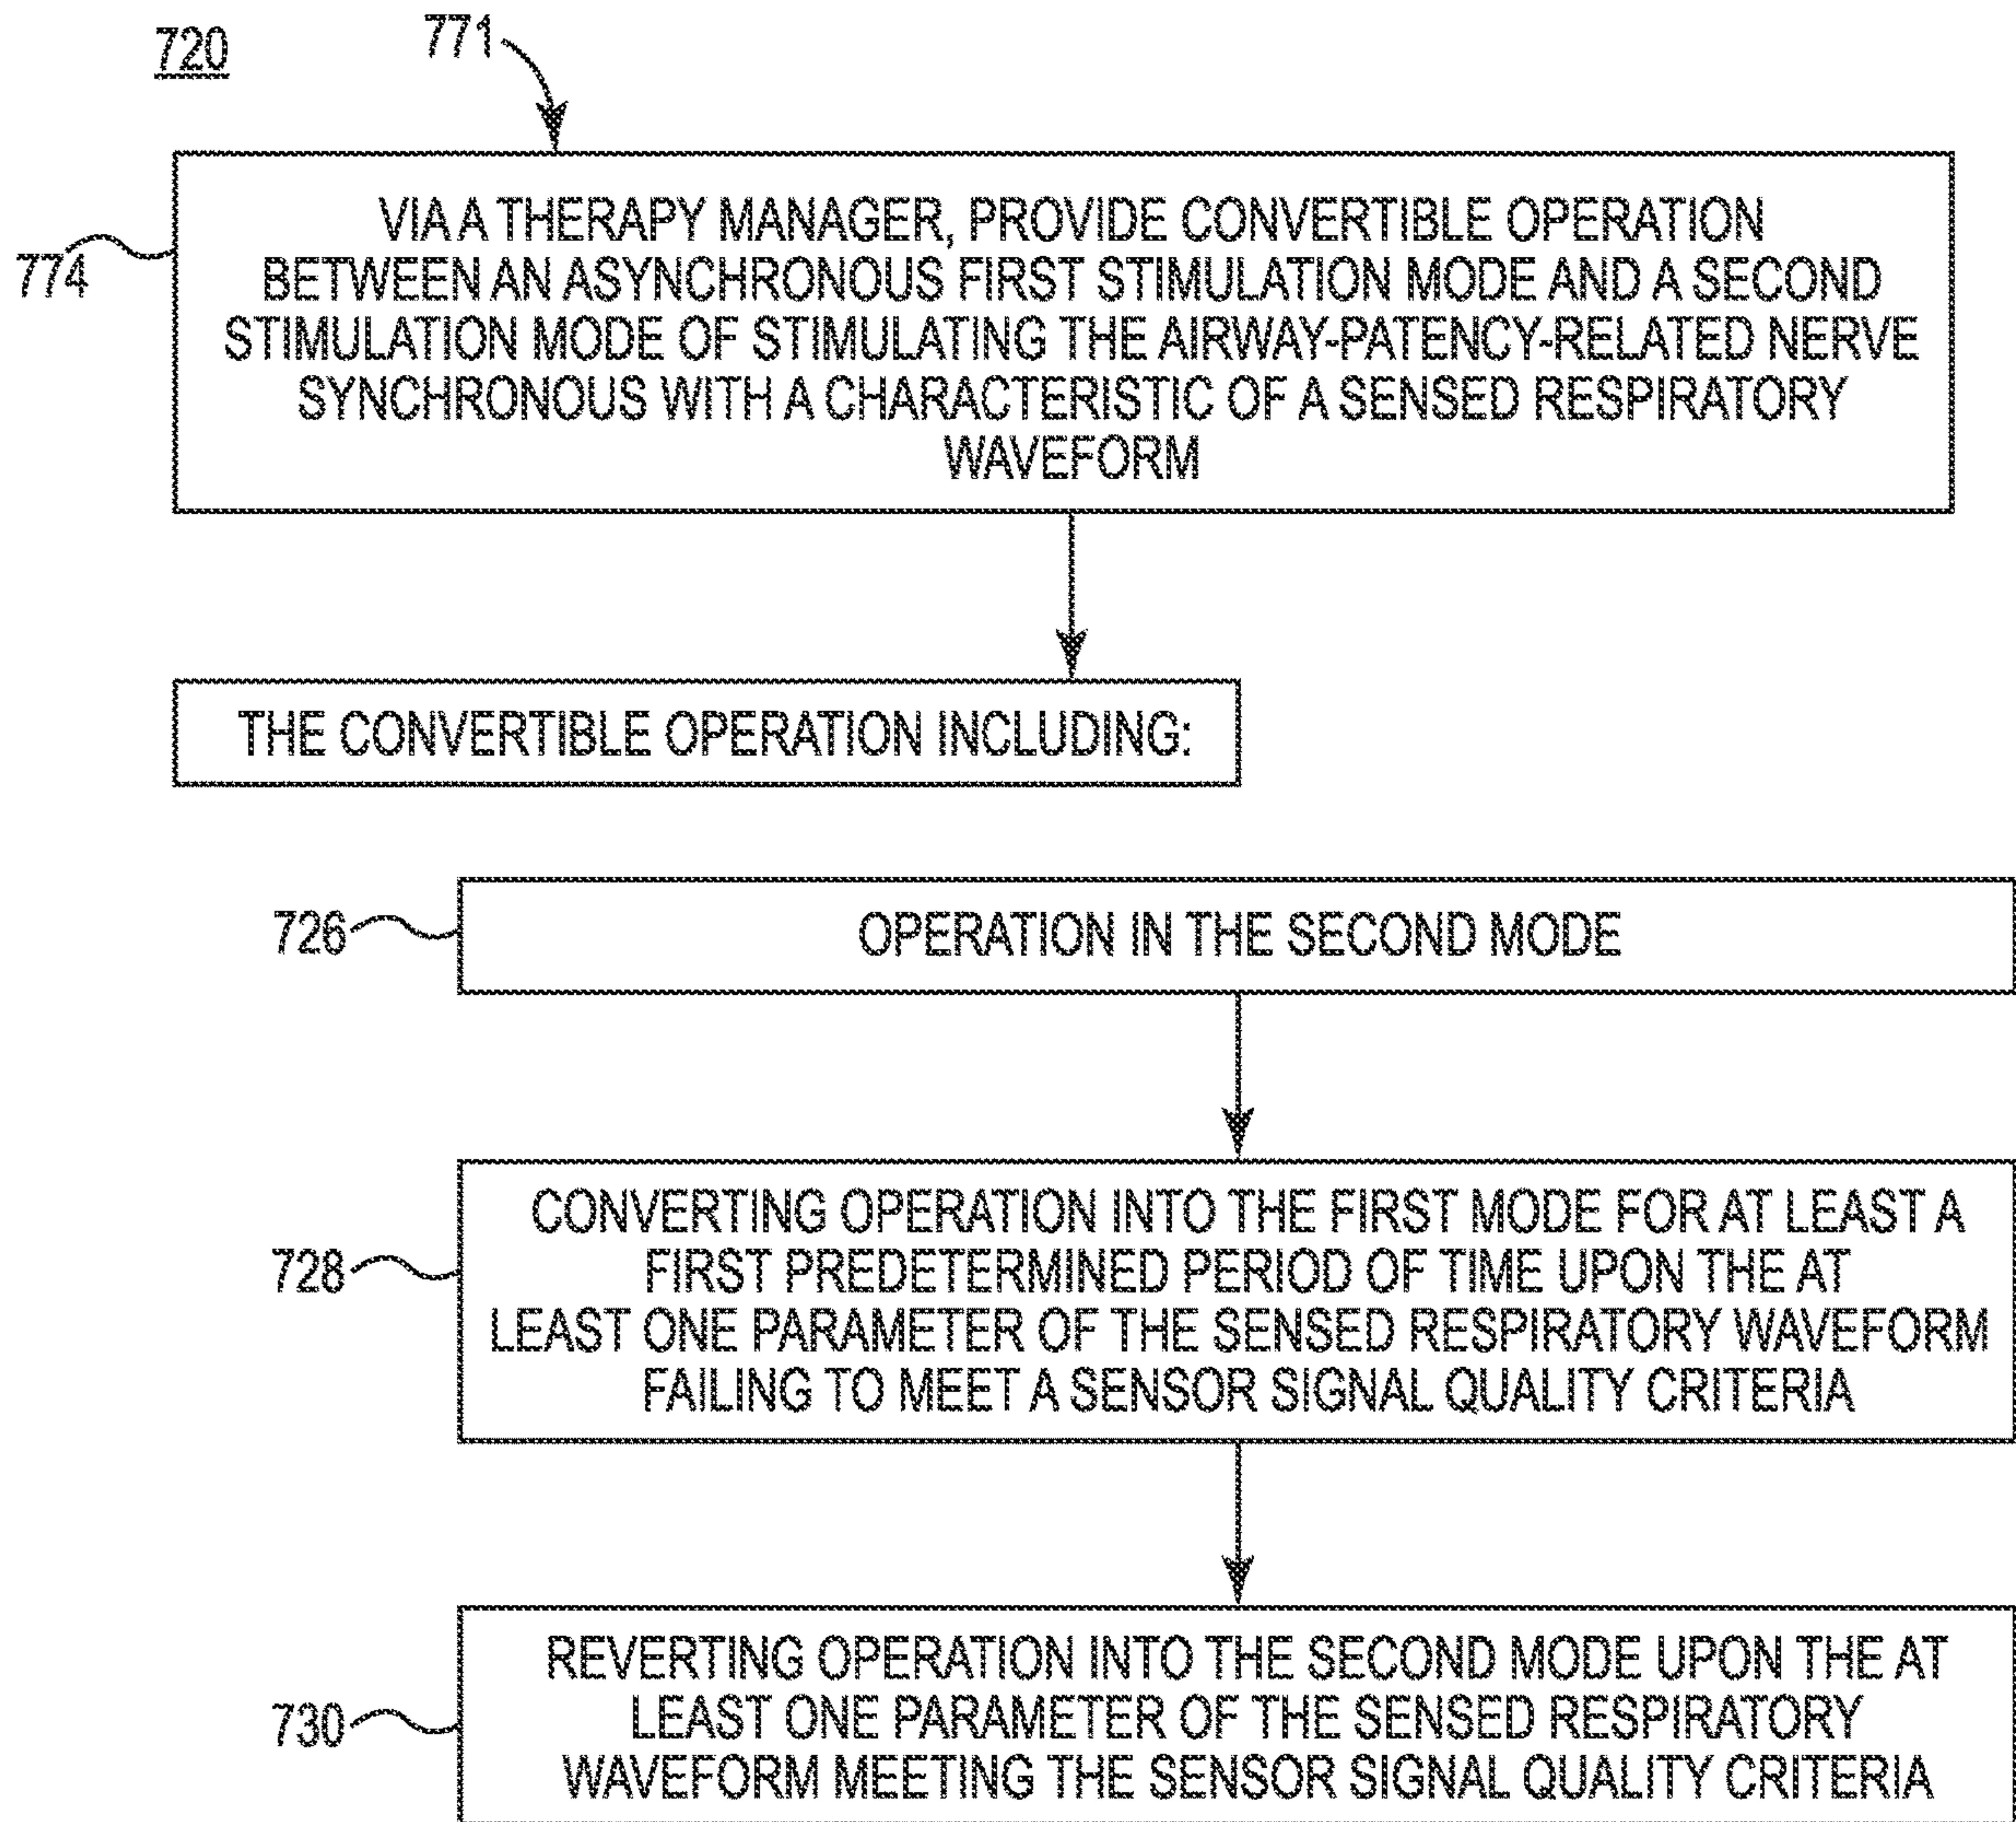 720
771
774
VIA A THERAPY MANAGER, PROVIDE CONVERTIBLE OPERATION
BETWEEN AN ASYNCHRONOUS FIRST STIMULATION MODE AND A SECOND
STIMULATION MODE OF STIMULATING THE AIRWAY-PATENCY-RELATED NERVE
SYNCHRONOUS WITH A CHARACTERISTIC OF A SENSED RESPIRATORY
WAVEFORM
THE CONVERTIBLE OPERATION INCLUDING:
726
OPERATION IN THE SECOND MODE
728
CONVERTING OPERATION INTO THE FIRST MODE FOR AT LEAST A
FIRST PREDETERMINED PERIOD OF TIME UPON THE AT
LEAST ONE PARAMETER OF THE SENSED RESPIRATORY WAVEFORM
FAILING TO MEET A SENSOR SIGNAL QUALITY CRITERIA
730
REVERTING OPERATION INTO THE SECOND MODE UPON THE AT
LEAST ONE PARAMETER OF THE SENSED RESPIRATORY
WAVEFORM MEETING THE SENSOR SIGNAL QUALITY CRITERIA